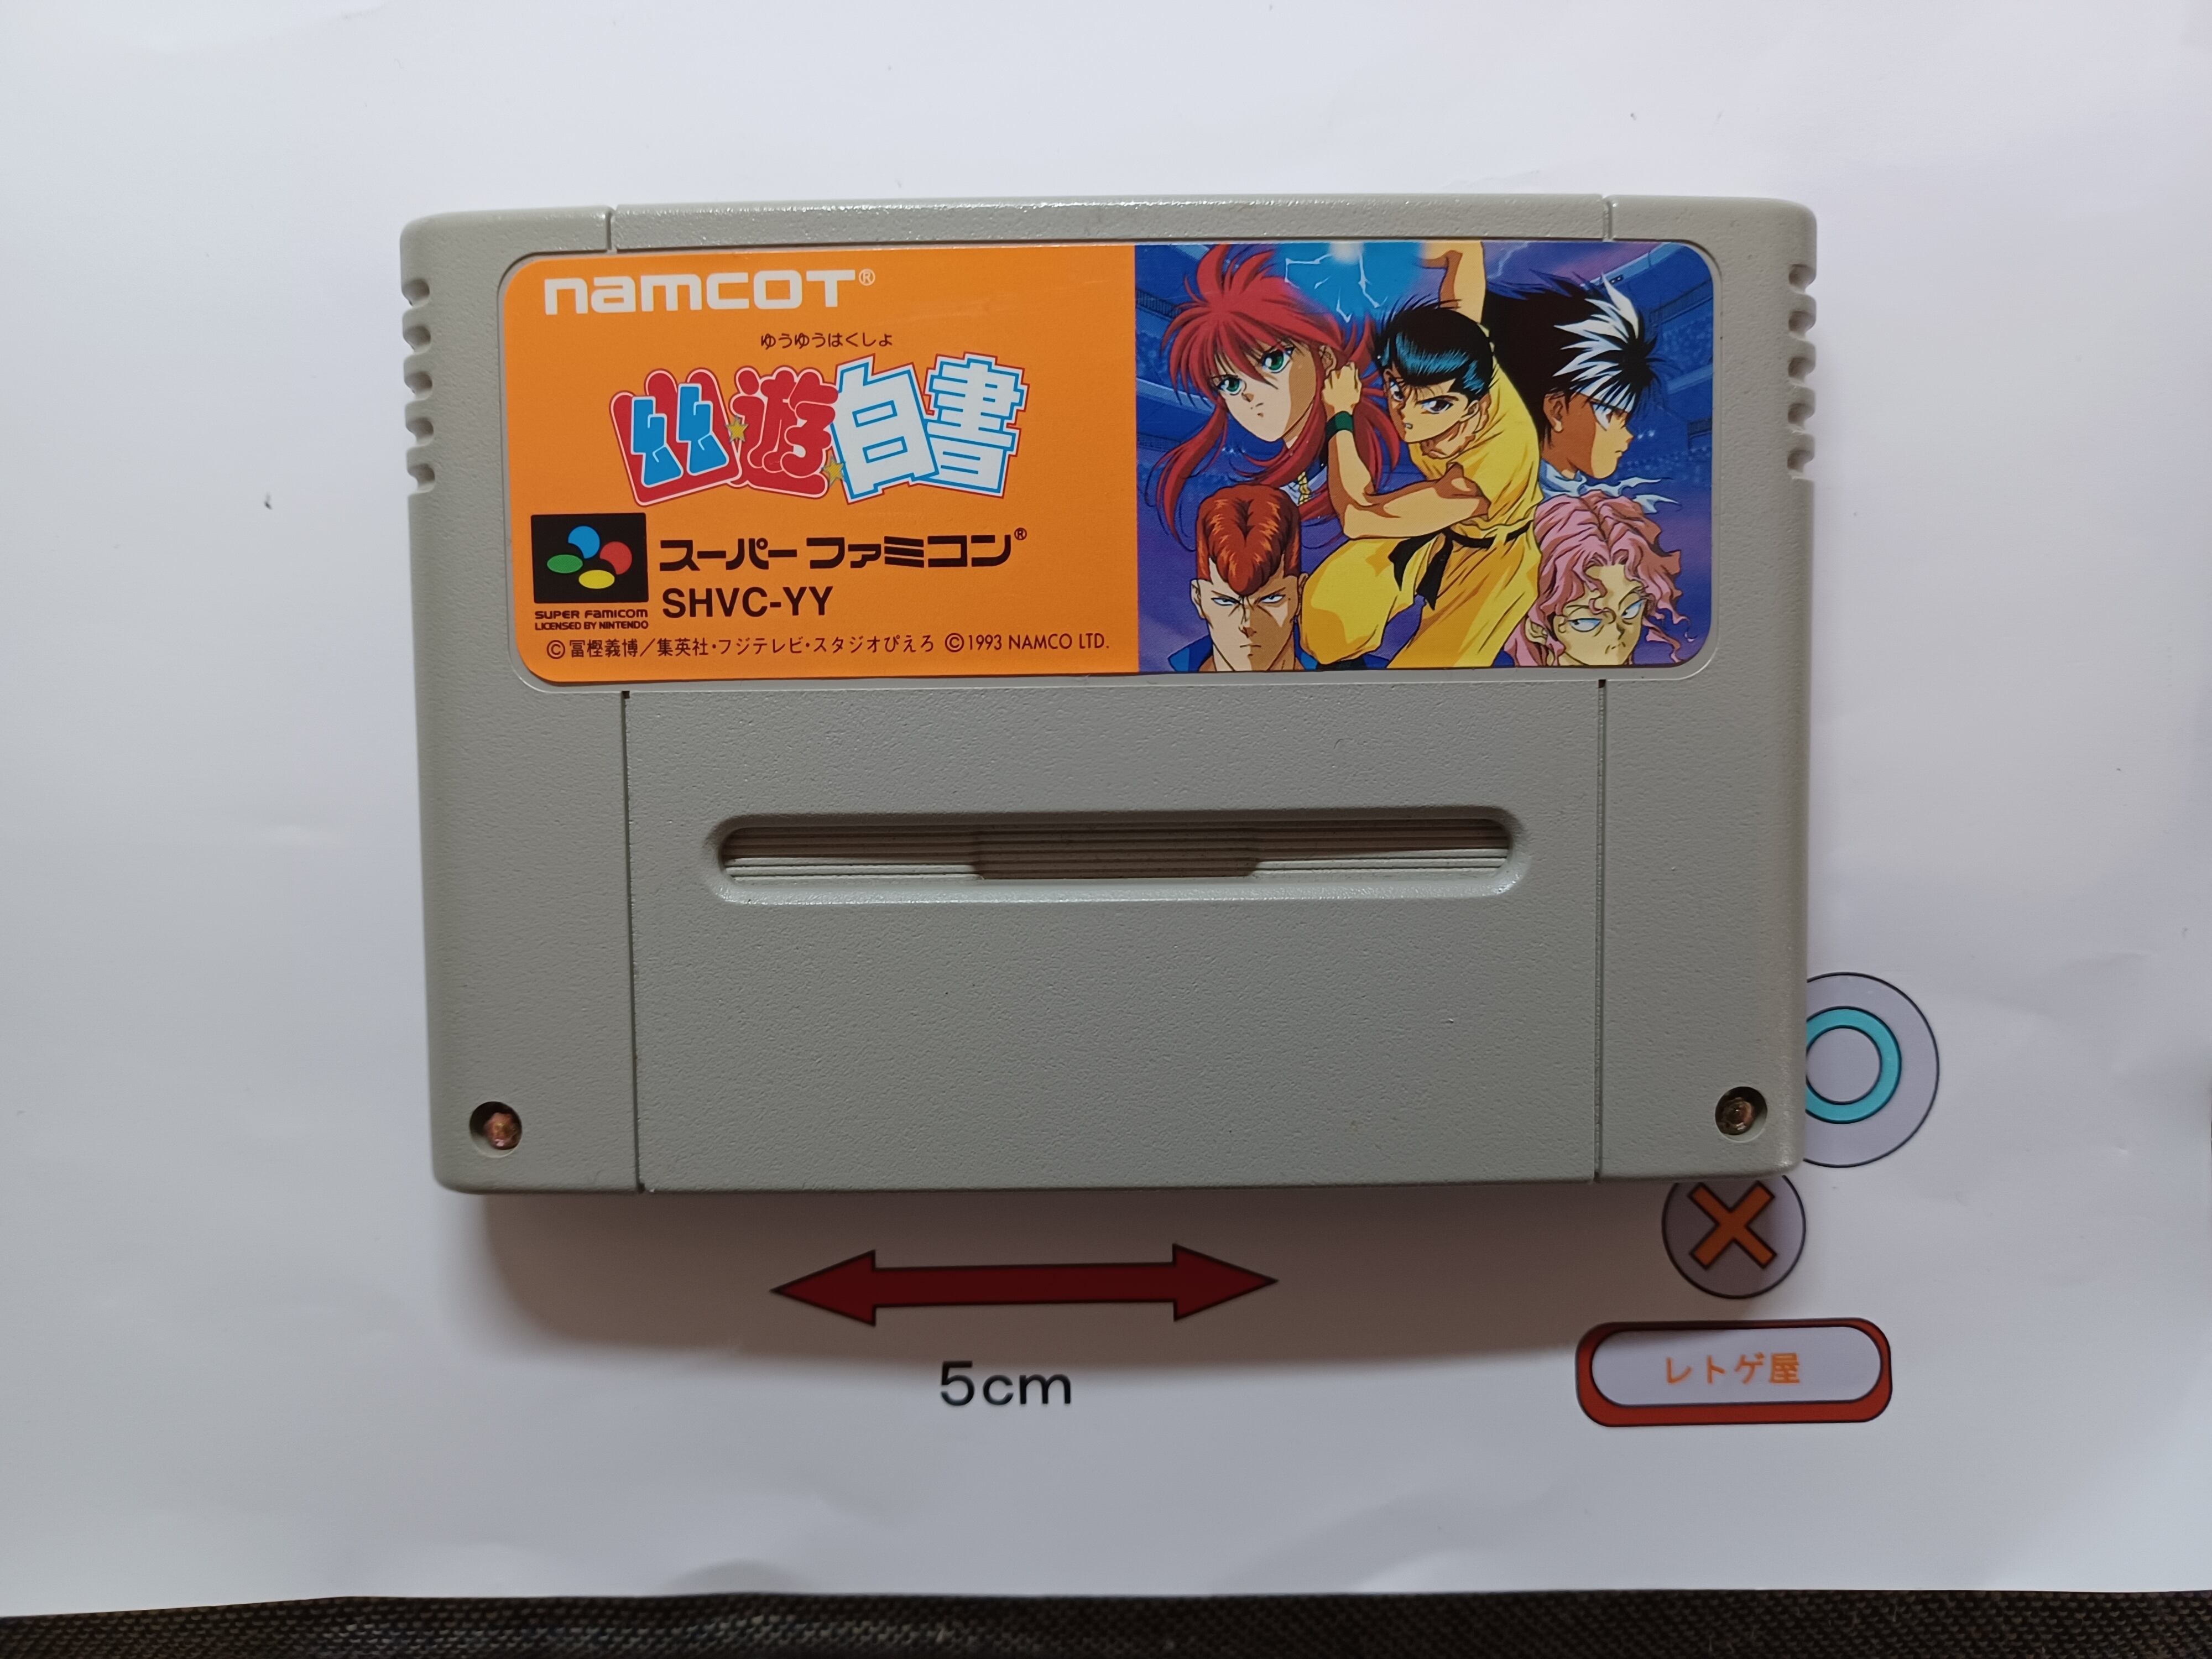 namcot®
ゆうゆうはくしょ
幽遊白書
スーパーファミコン®
SHVC-YY
SUPER FAMICOM
LICENSED BY NINTENDO
©冨樫義博/集英社・フジテレビ・スタジオぴえろ ©1993 NAMCO LTD.
5cm
レトゲ屋